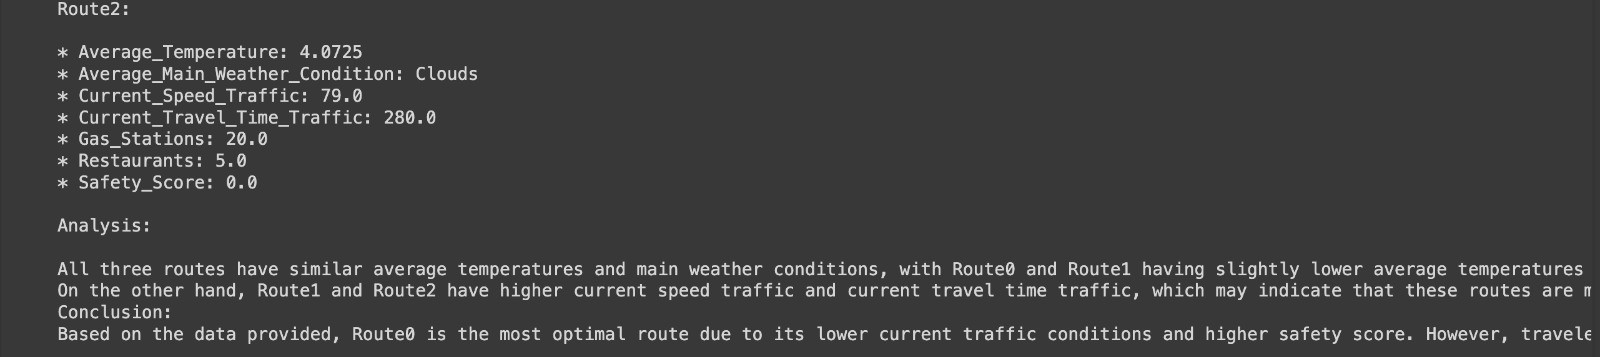 Route2:
* Average_Temperature: 4.0725
* Average_Main_Weather_Condition: Clouds
* Current_Speed_Traffic: 79.0
* Current_Travel_Time_Traffic: 280.0
* Gas_Stations: 20.0
* Restaurants: 5.0
* Safety_Score: 0.0
Analysis:
All three routes have similar average temperatures and main weather conditions, with Route0 and Route1 having slightly lower average temperatures
On the other hand, Route1 and Route2 have higher current speed traffic and current travel time traffic, which may indicate that these routes are
Conclusion:
Based on the data provided, Route0 is the most optimal route due to its lower current traffic conditions and higher safety score. However,